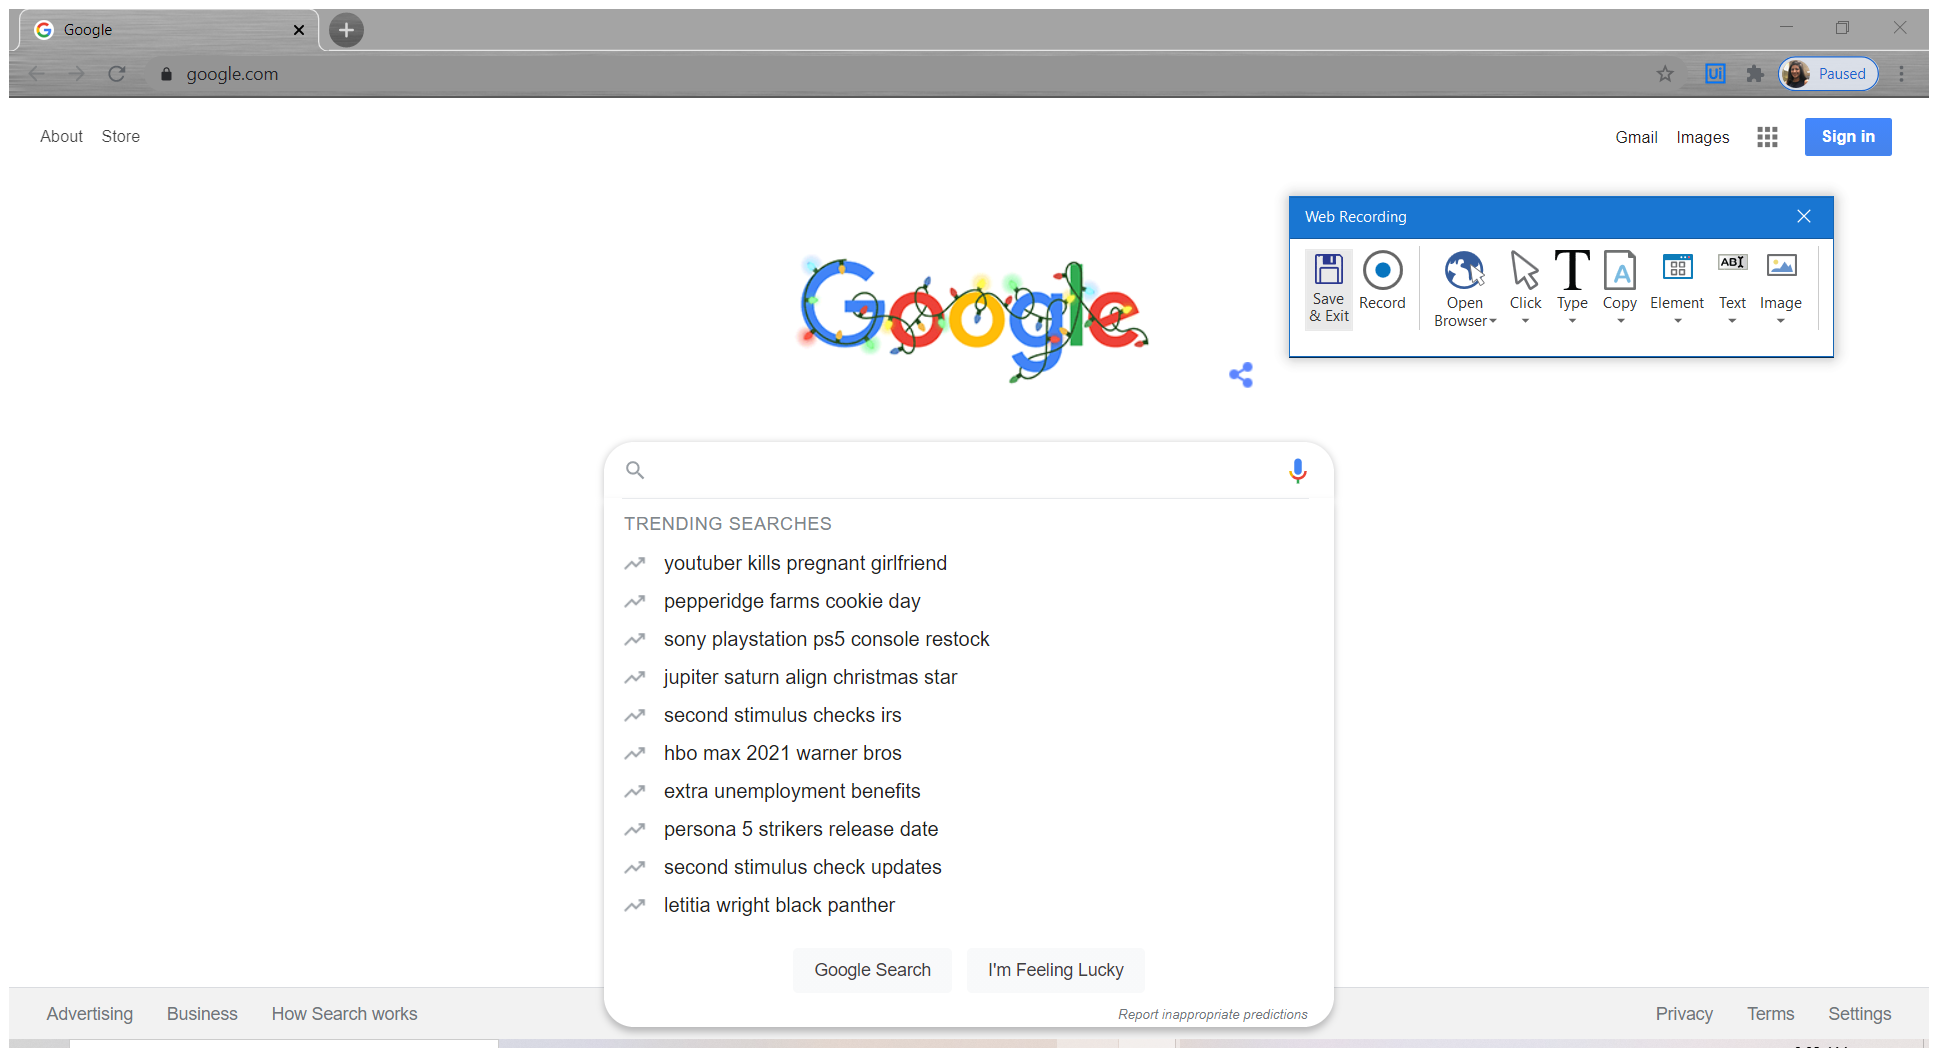 Google
google.com
Ui
Paused
About Store
Gmail Images
Sign in
Web Recording
Save
& Exit
Record
Open
Browser
Click
T
Type
A
Copy
Element
ABI
Text
Image
Google
TRENDING SEARCHES
youtuber kills pregnant girlfriend
pepperidge farms cookie day
sony playstation ps5 console restock
jupiter saturn align christmas star
second stimulus checks irs
hbo max 2021 warner bros
extra unemployment benefits
persona 5 strikers release date
second stimulus check updates
letitia wright black panther
Google Search
I'm Feeling Lucky
Report inappropriate predictions
Advertising Business How Search works
Privacy Terms Settings